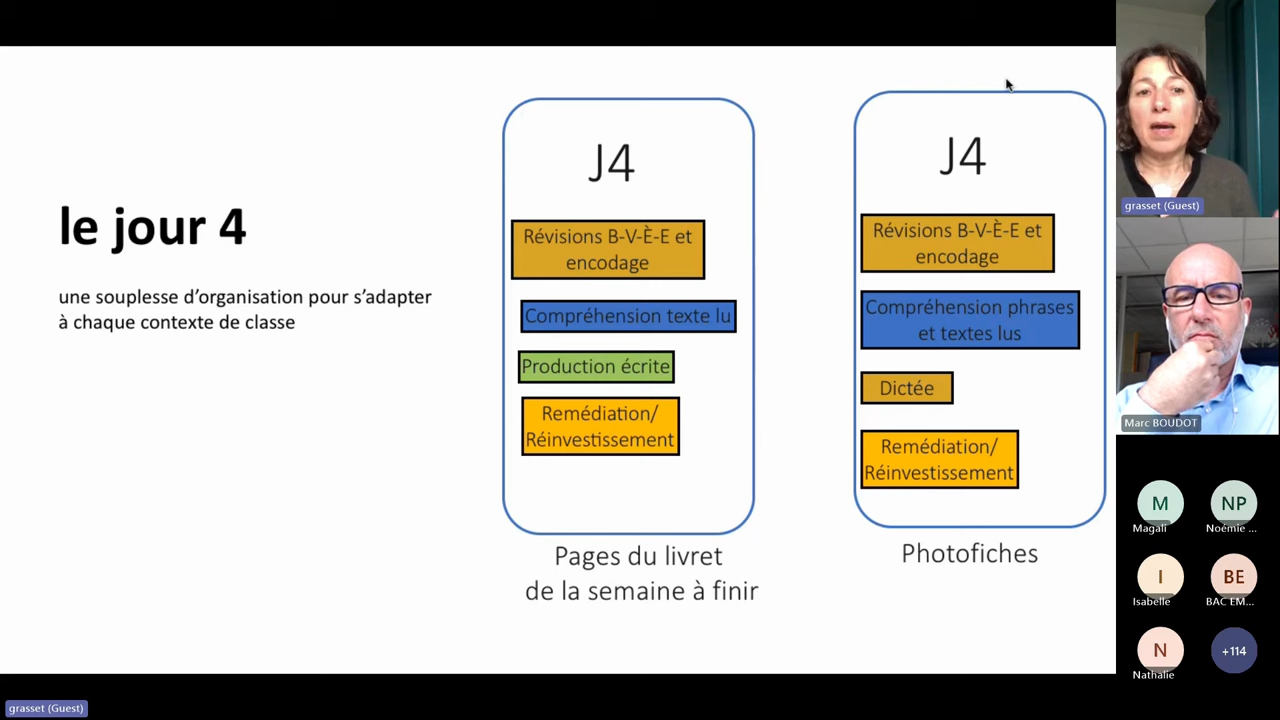 le jour 4
une souplesse d’organisation pour s’adapter
à chaque contexte de classe
J4
Révisions B-V-È-E et
encodage
Compréhension texte lu
Production écrite
Remédiation/
Réinvestissement
Pages du livret
de la semaine à finir
J4
Révisions B-V-È-E et
encodage
Compréhension phrases
et textes lus
Dictée
Remédiation/
Réinvestissement
Photofiches
grasset (Guest)
Marc BOUDOT
M
Magali
NP
Noémie ...
I
Isabelle
BE
BAC EM...
N
Nathalie
+114
grasset (Guest)